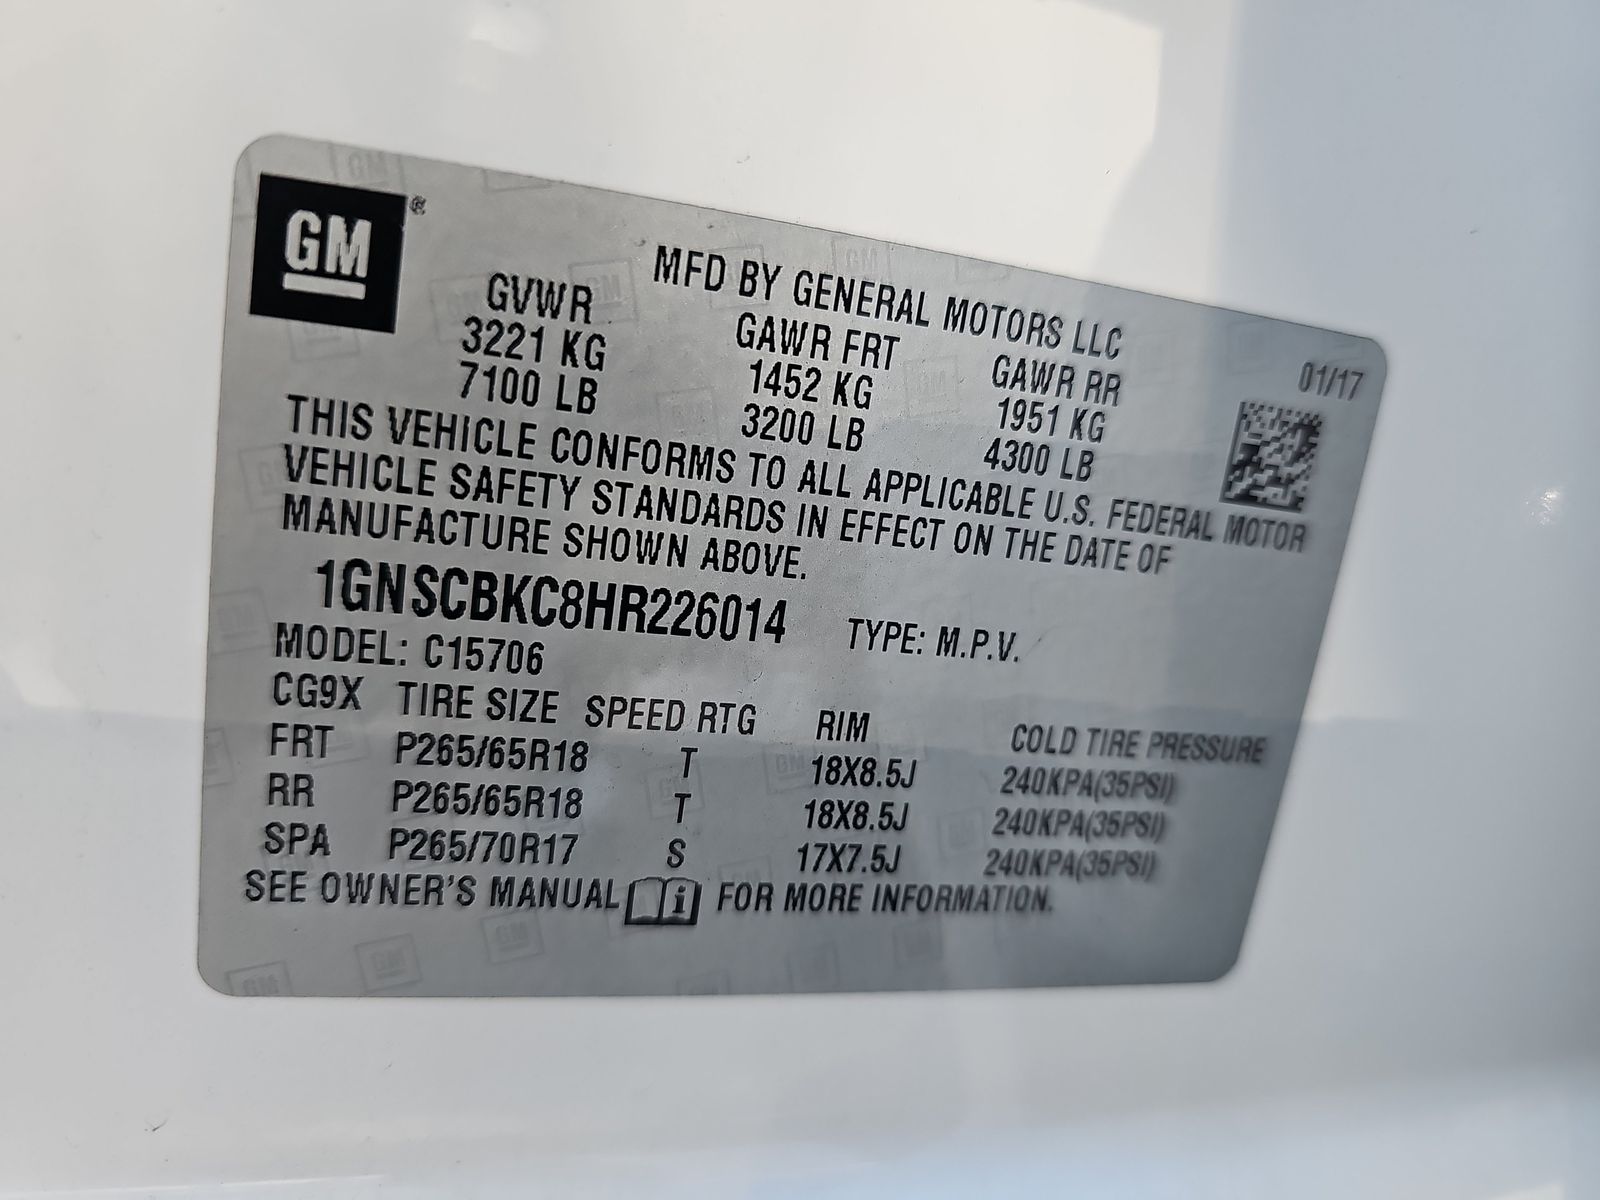 GM®
MFD BY GENERAL MOTORS LLC
01/17
GVWR GAWR FRT GAWR RR
3221 KG 1452 KG 1951 KG
7100 LB 3200 LB 4300 LB
THIS VEHICLE CONFORMS TO ALL APPLICABLE U.S. FEDERAL MOTOR
VEHICLE SAFETY STANDARDS IN EFFECT ON THE DATE OF
MANUFACTURE SHOWN ABOVE.
1GNSCBKC8HR226014 TYPE: M.P.V.
MODEL: C15706
CG9X TIRE SIZE SPEED RTG RIM COLD TIRE PRESSURE
FRT P265/65R18 T 18X8.5J 240KPA(35PSI)
RR P265/65R18 T 18X8.5J 240KPA(35PSI)
SPA P265/70R17 S 17X7.5J 240KPA(35PSI)
SEE OWNER'S MANUAL i FOR MORE INFORMATION.